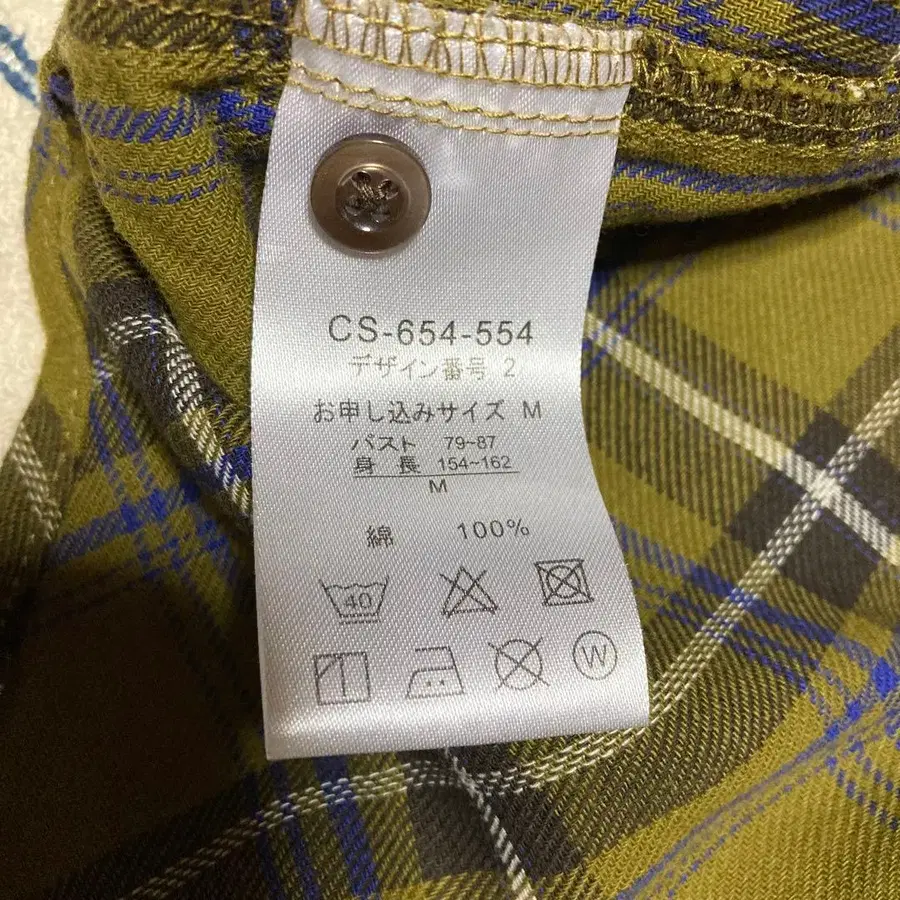 CS-654-554
デザイン番号 2
お申し込みサイズ M
バスト 79~87
身長 154~162
M
綿 100%
40
W